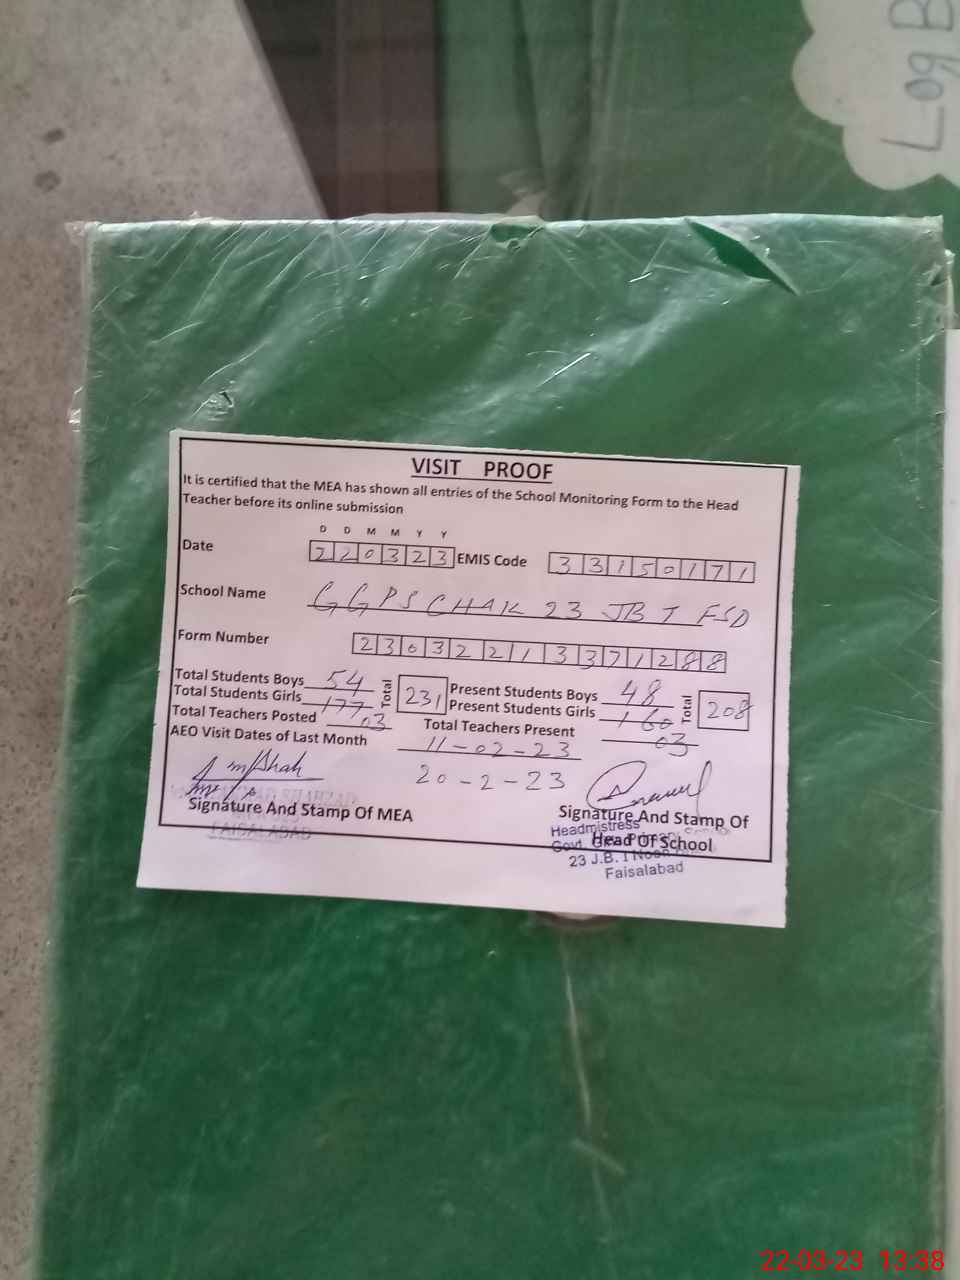 Log B
VISIT PROOF
It is certified that the MEA has shown all entries of the School Monitoring Form to the Head
Teacher before its online submission
D D M M Y Y
Date 220323 EMIS Code 33150171
School Name GGPS CHAK 23 JB I FSD
Form Number 23032213371288
Total Students Boys 54 Total 231 Present Students Boys 48 Total 208
Total Students Girls 177 Present Students Girls 160
Total Teachers Posted 03 Total Teachers Present 03
AEO Visit Dates of Last Month 11-02-23
20-2-23
Signature And Stamp Of MEA
FAISALABAD
Signature And Stamp Of
Head Of School
Headmistress
Govt.
23 J.B. I
Faisalabad
22-03-23 13:38